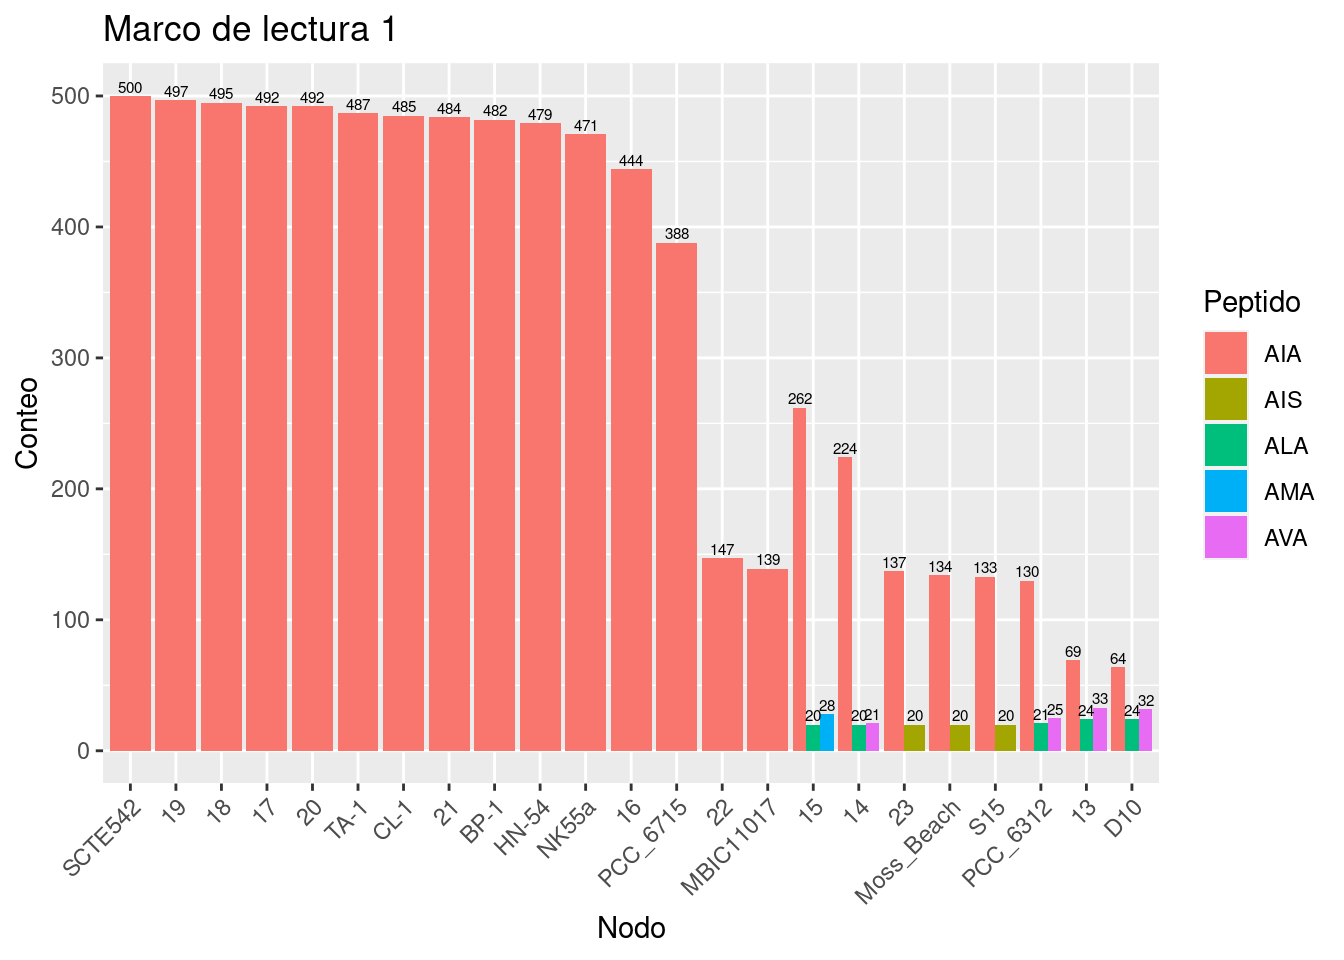 Marco de lectura 1
Conteo
500
400
300
200
100
0
500 497 495 492 492 487 485 484 482 479 471 444 388 147 139 262 20 28 224 20 21 137 20 134 20 133 20 130 21 25 69 24 33 64 24 32
SCTE542 19 18 17 20 TA-1 CL-1 21 BP-1 HN-54 NK55a 16 PCC_6715 22 MBIC11017 15 14 23 Moss_Beach S15 PCC_6312 13 D10
Nodo
Peptido
AIA
AIS
ALA
AMA
AVA